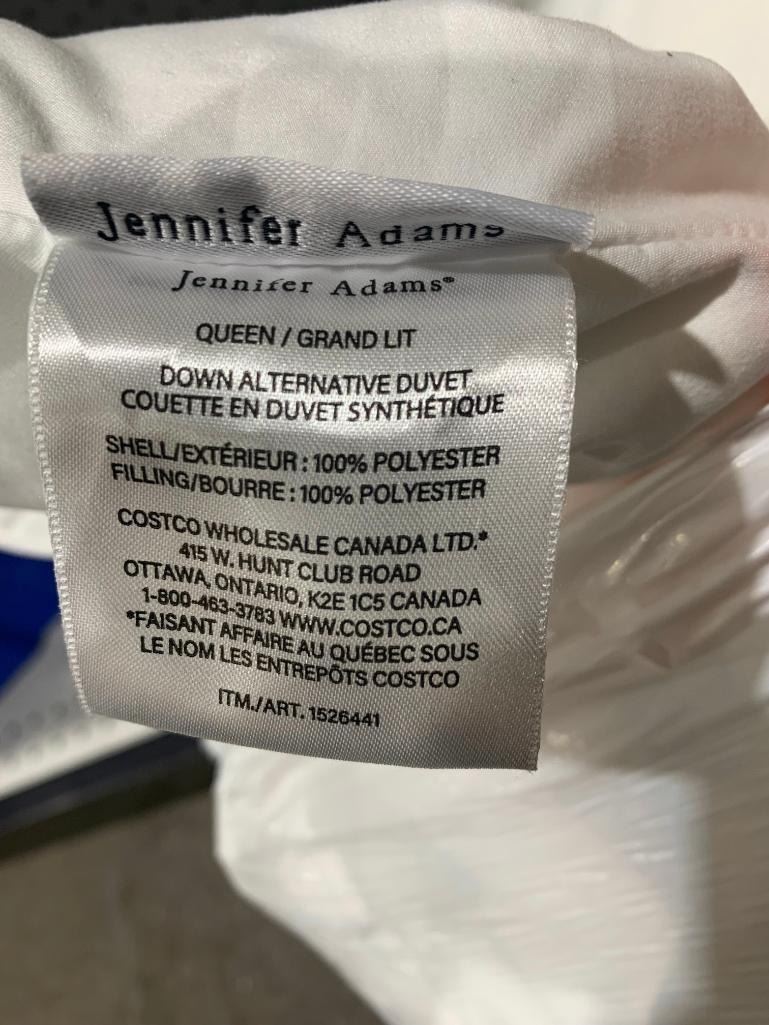 Jennifer Adams
Jennifer Adams®
QUEEN / GRAND LIT
DOWN ALTERNATIVE DUVET
COUETTE EN DUVET SYNTHÉTIQUE
SHELL/EXTÉRIEUR : 100% POLYESTER
FILLING/BOURRE : 100% POLYESTER
COSTCO WHOLESALE CANADA LTD.*
415 W. HUNT CLUB ROAD
OTTAWA, ONTARIO, K2E 1C5 CANADA
1-800-463-3783 WWW.COSTCO.CA
*FAISANT AFFAIRE AU QUÉBEC SOUS
LE NOM LES ENTREPÔTS COSTCO
ITM./ART. 1526441